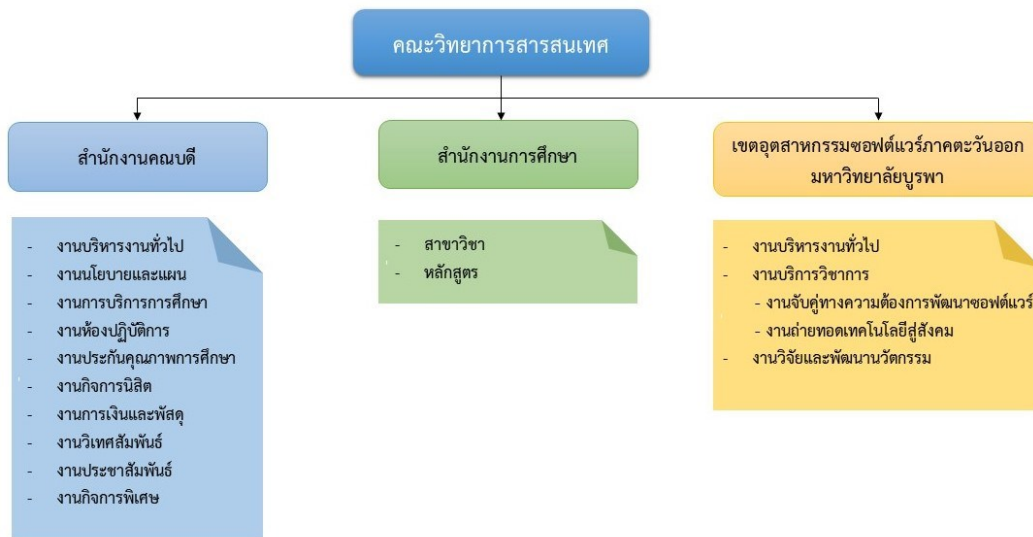 คณะวิทยาการสารสนเทศ
สำนักงานคณบดี
สำนักงานการศึกษา
เขตอุตสาหกรรมซอฟต์แวร์ภาคตะวันออก
มหาวิทยาลัยบูรพา
- งานบริหารงานทั่วไป
- งานนโยบายและแผน
- งานการบริการการศึกษา
- งานห้องปฏิบัติการ
- งานประกันคุณภาพการศึกษา
- งานกิจการนิสิต
- งานการเงินและพัสดุ
- งานวิเทศสัมพันธ์
- งานประชาสัมพันธ์
- งานกิจการพิเศษ
- สาขาวิชา
- หลักสูตร
- งานบริหารงานทั่วไป
- งานบริการวิชาการ
- งานจับคู่ทางความต้องการพัฒนาซอฟต์แวร์
- งานถ่ายทอดเทคโนโลยีสู่สังคม
- งานวิจัยและพัฒนานวัตกรรม